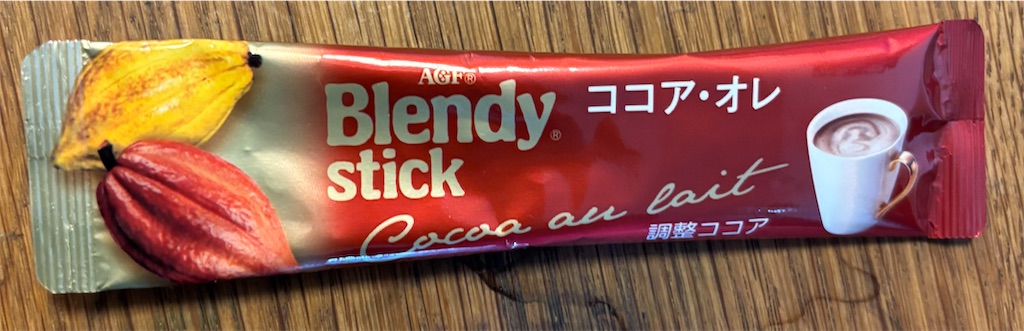 AGF®
Blendy®
stick
ココア・オレ
Cocoa au lait
調整ココア